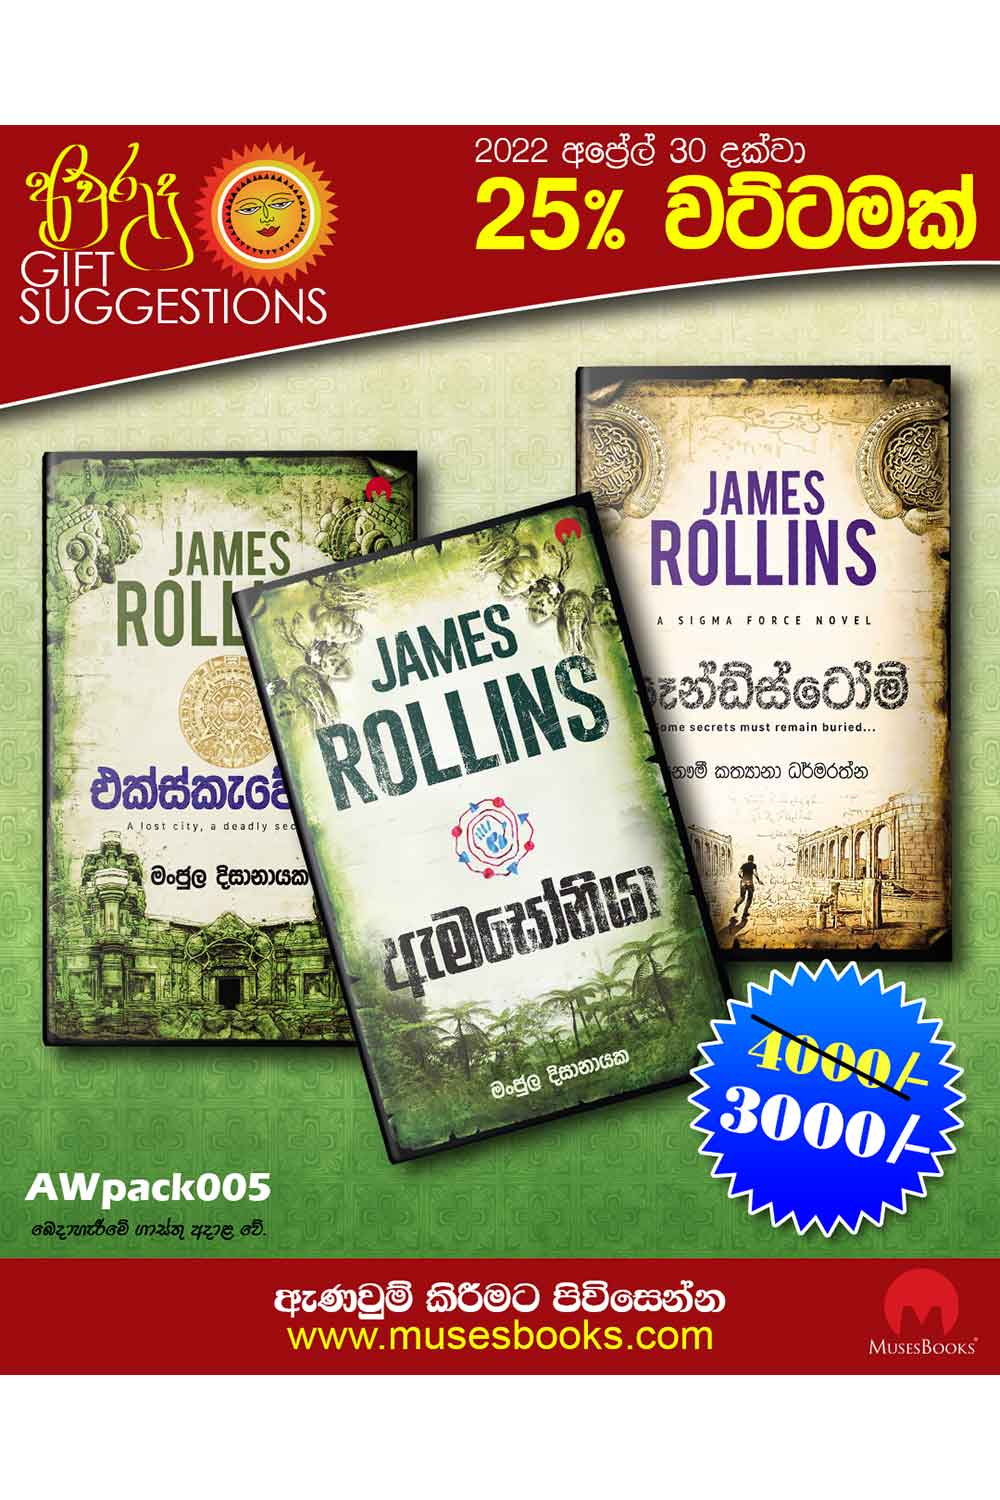 අවුරුදු
GIFT
SUGGESTIONS
2022 අප්‍රේල් 30 දක්වා
25% වට්ටමක්
JAMES
ROLL
එක්ස්කැවේ
A lost city, a deadly sec
මංජුල දිසානායක
JAMES
ROLLINS
ඇමසෝනියා
මංජුල දිසානායක
JAMES
ROLLINS
A SIGMA FORCE NOVEL
න්ඩ්ස්ටෝම්
ome secrets must remain buried...
කත්‍යානා ධර්මරත්න
4000/-
3000/-
AWpack005
බෙදාහැරීමේ ගාස්තු අදාළ වේ.
ඇණවුම් කිරීමට පිවිසෙන්න
www.musesbooks.com
MUSESBOOKS